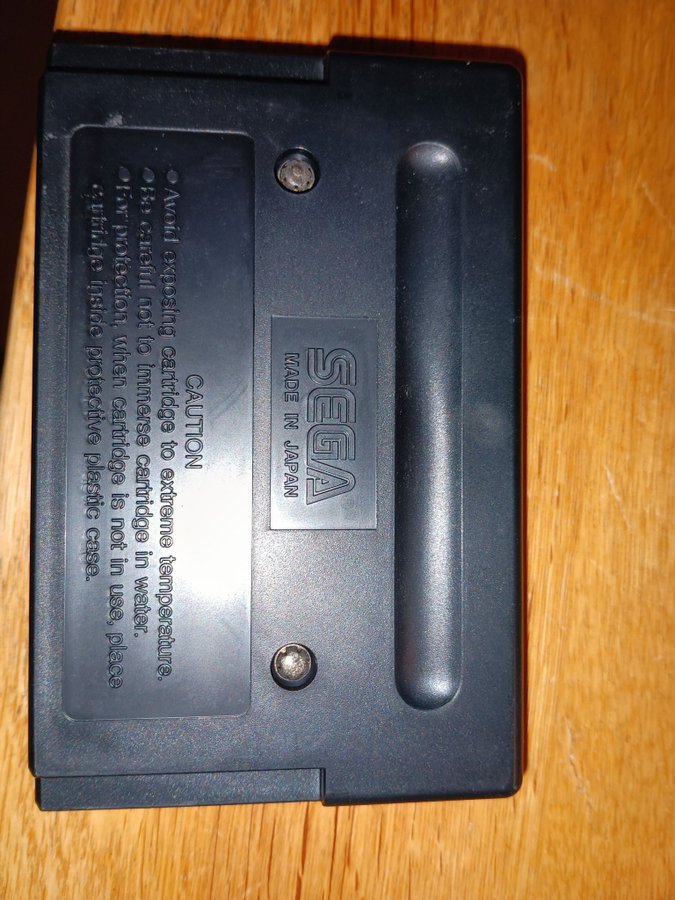 SEGA®
MADE IN JAPAN
CAUTION
● Avoid exposing cartridge to extreme temperature.
● Be careful not to immerse cartridge in water.
● For protection, when cartridge is not in use, place
cartridge inside protective plastic case.